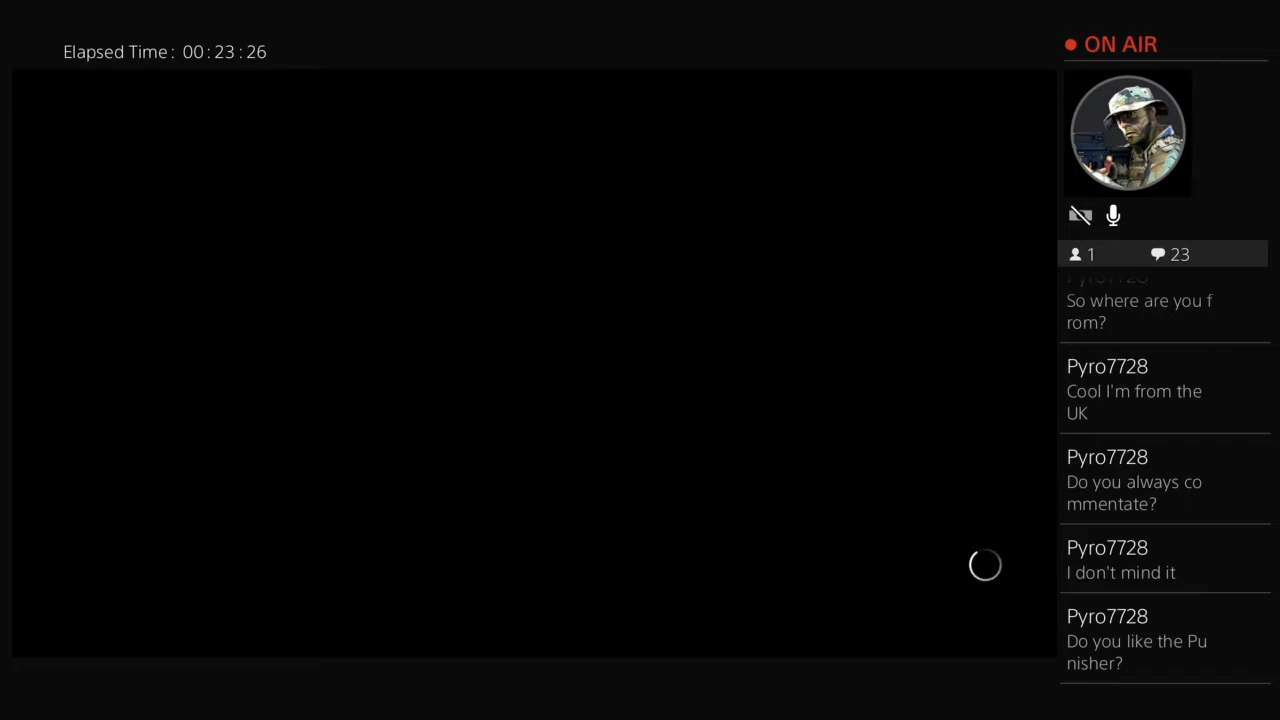 Elapsed Time: 00:23:26
ON AIR
1 23
Pyro7728
So where are you f
rom?
Pyro7728
Cool I'm from the
UK
Pyro7728
Do you always co
mmentate?
Pyro7728
I don't mind it
Pyro7728
Do you like the Pu
nisher?